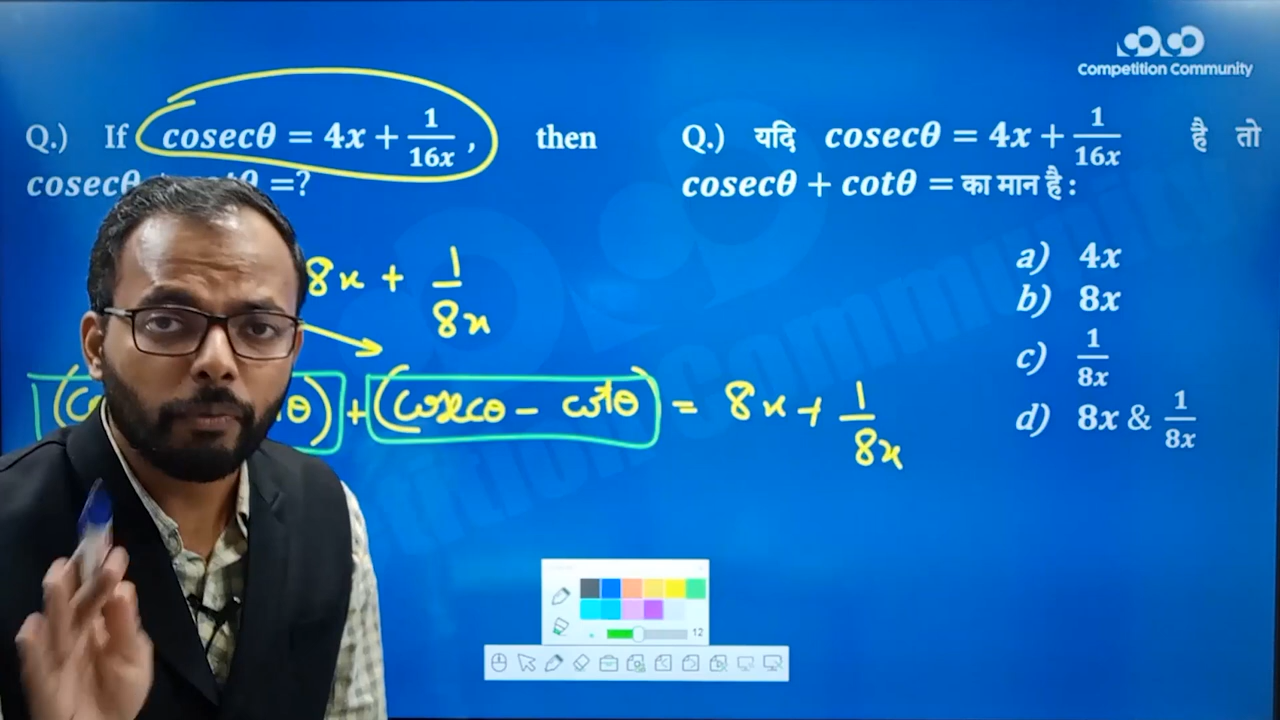 Competition Community
Q.) If cosecθ = 4x + 1/16x , then
cosecθ =?
Q.) यदि cosecθ = 4x + 1/16x है तो
cosecθ + cotθ = का मान है :
a) 4x
b) 8x
c) 1/8x
d) 8x & 1/8x
8x + 1/8x
θ) + (cosecθ - cotθ) = 8x + 1/8x
12